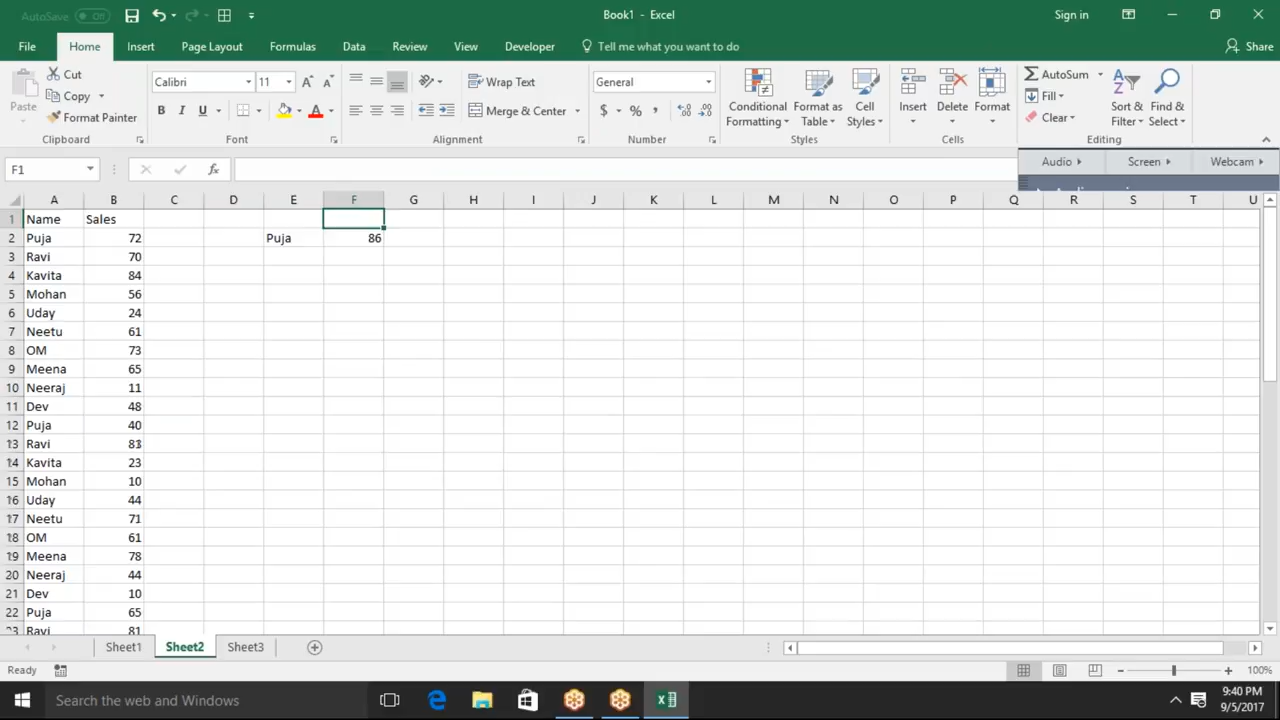 AutoSave Off
Book1 - Excel
Sign in
File Home Insert Page Layout Formulas Data Review View Developer Tell me what you want to do Share
Paste Cut Copy Format Painter
Calibri 11
B I U
Wrap Text
Merge & Center
General
$ % ,
Conditional Formatting
Format as Table
Cell Styles
Insert Delete Format
AutoSum
Fill
Clear
Sort & Filter
Find & Select
Clipboard Font Alignment Number Styles Cells Editing
F1 fx
Audio Screen Webcam
A B C D E F G H I J K L M N O P Q R S T U
1 Name Sales
2 Puja 72 Puja 86
3 Ravi 70
4 Kavita 84
5 Mohan 56
6 Uday 24
7 Neetu 61
8 OM 73
9 Meena 65
10 Neeraj 11
11 Dev 48
12 Puja 40
13 Ravi
14 Kavita 23
15 Mohan 10
16 Uday 44
17 Neetu 71
18 OM 61
19 Meena 78
20 Neeraj 44
21 Dev 10
22 Puja 65
23 Ravi 81
Sheet1 Sheet2 Sheet3
Ready 100%
Search the web and Windows
9:40 PM
9/5/2017